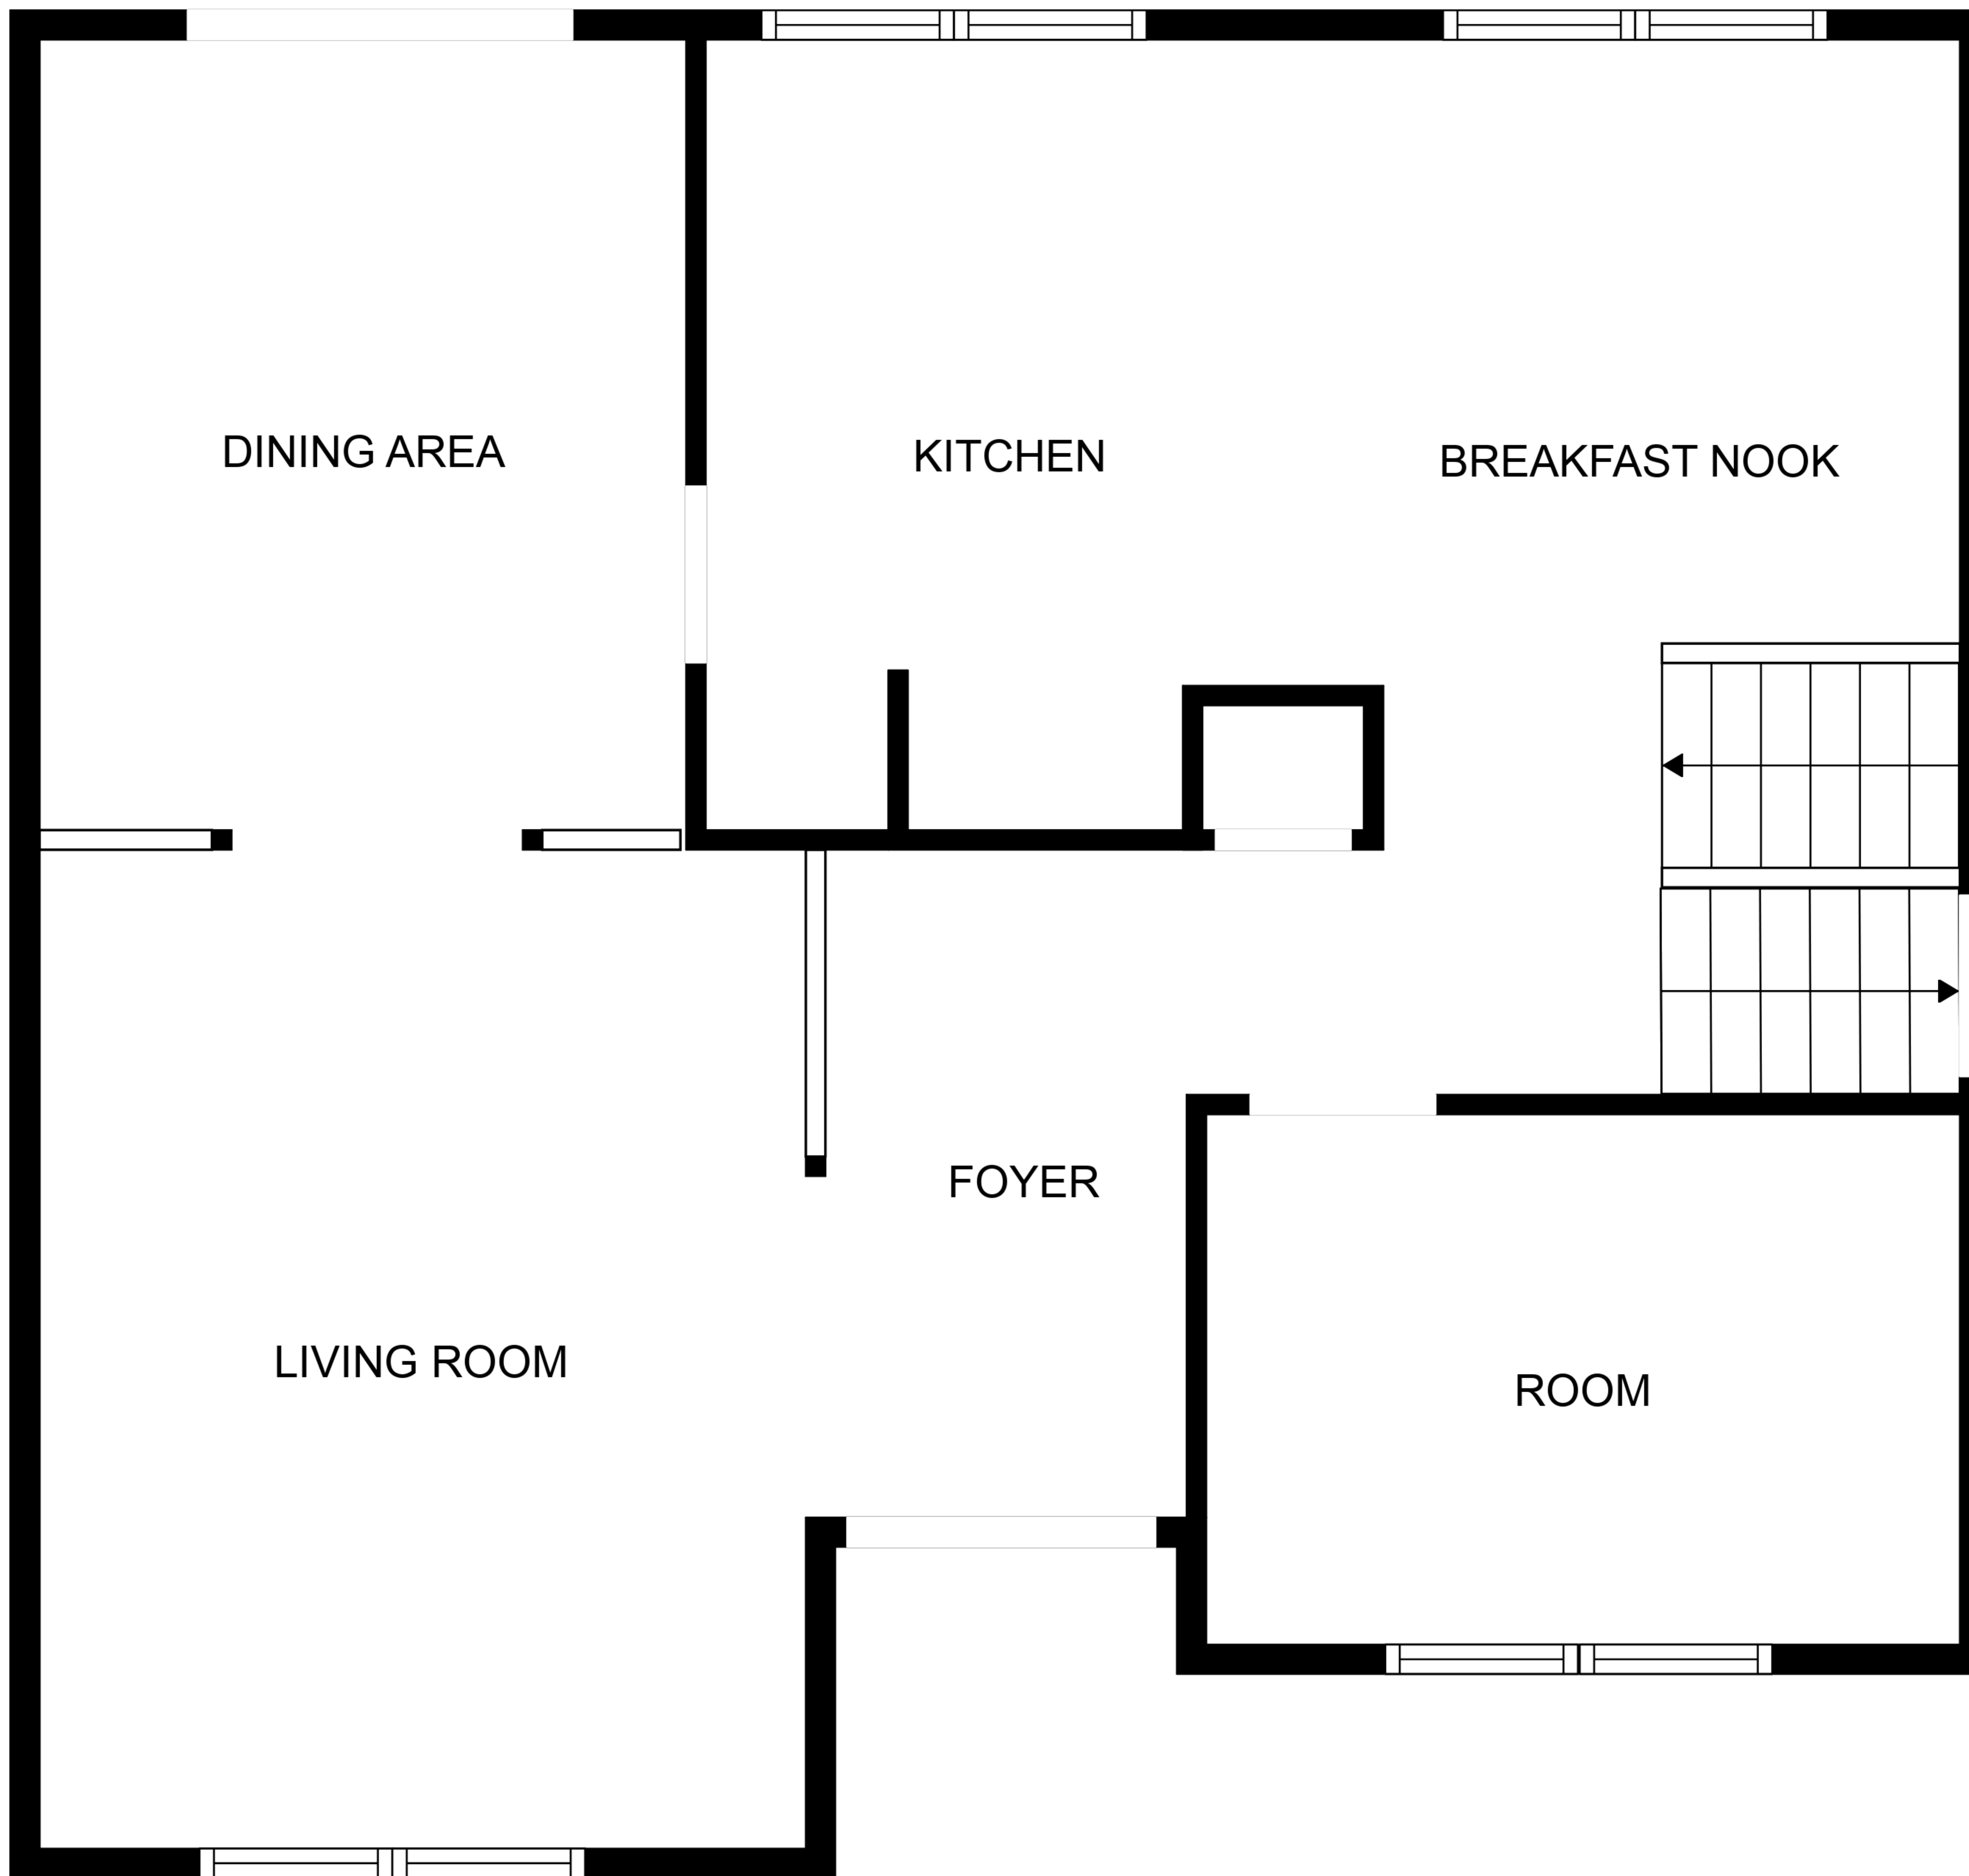 DINING AREA
KITCHEN
BREAKFAST NOOK
FOYER
LIVING ROOM
ROOM